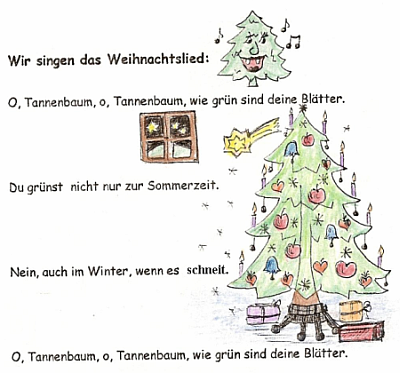 Wir singen das Weihnachtslied:
O, Tannenbaum, o, Tannenbaum, wie grün sind deine Blätter.
Du grünst nicht nur zur Sommerzeit.
Nein, auch im Winter, wenn es schneit.
O, Tannenbaum, o, Tannenbaum, wie grün sind deine Blätter.